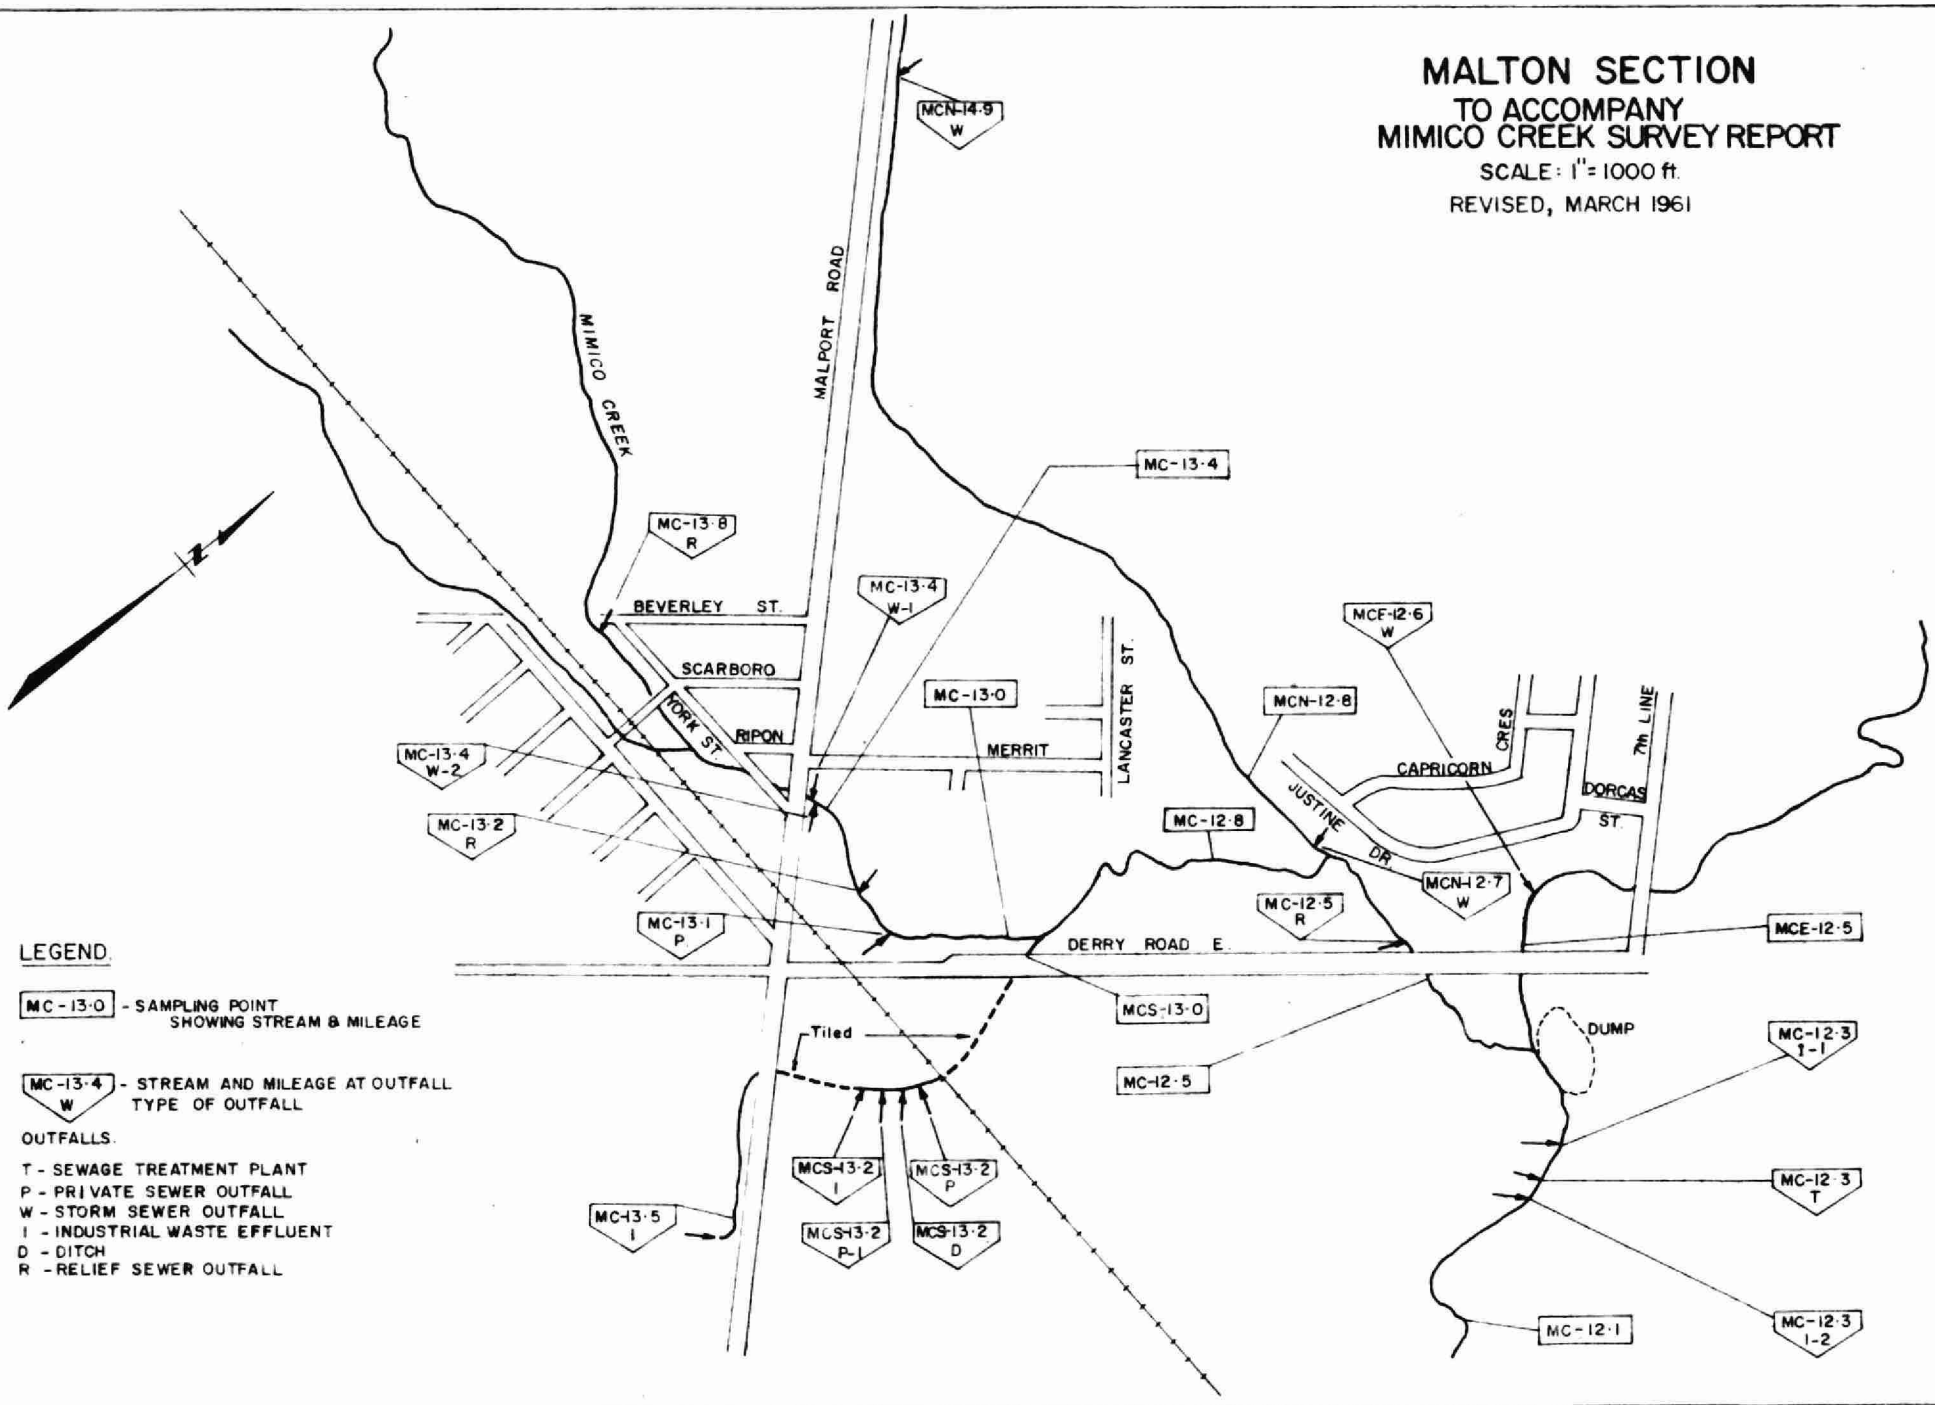 MALTON SECTION
TO ACCOMPANY
MIMICO CREEK SURVEY REPORT
SCALE: 1"= 1000 ft.
REVISED, MARCH 1961
MCN-14·9
W
MALPORT ROAD
MIMICO CREEK
MC-13·4
N
MC-13·8
R
BEVERLEY ST.
MC-13·4
W-1
SCARBORO
MC-13·0
LANCASTER ST.
MCE-12·6
W
MCN-12·8
YORK ST.
RIPON
MERRIT
CRES
7th LINE
CAPRICORN
DORCAS
ST.
JUSTINE
DR.
MC-13·4
W-2
MC-12·8
MC-13·2
R
MCN-12·7
W
MC-12·5
R
MC-13·1
P
DERRY ROAD E.
MCE-12·5
MCS-13·0
Tiled
DUMP
MC-12·3
I-1
MC-12·5
MCS-13·2
I
MCS-13·2
P
MC-12·3
T
MC-13·5
I
MCS-13·2
P-1
MCS-13·2
D
MC-12·1
MC-12·3
I-2
LEGEND.
MC-13·0 - SAMPLING POINT
SHOWING STREAM & MILEAGE
MC-13·4 - STREAM AND MILEAGE AT OUTFALL
W TYPE OF OUTFALL
OUTFALLS.
T - SEWAGE TREATMENT PLANT
P - PRIVATE SEWER OUTFALL
W - STORM SEWER OUTFALL
I - INDUSTRIAL WASTE EFFLUENT
D - DITCH
R - RELIEF SEWER OUTFALL